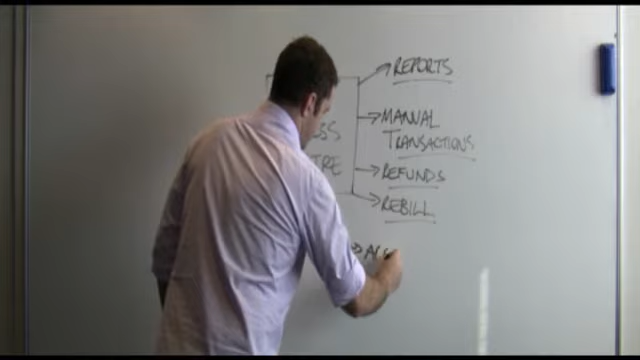 REPORTS
MANUAL
TRANSACTIONS
REFUNDS
REBILL